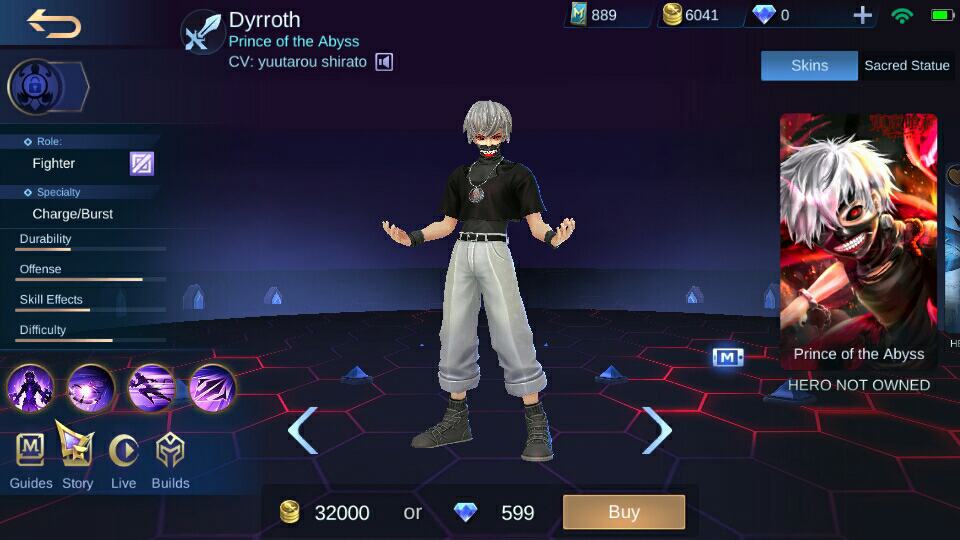 Dyrroth
Prince of the Abyss
CV: yuutarou shirato
889
6041
0
Skins
Sacred Statue
Role:
Fighter
Specialty
Charge/Burst
Durability
Offense
Skill Effects
Difficulty
Guides
Story
Live
Builds
M
Prince of the Abyss
HERO NOT OWNED
32000 or 599
Buy